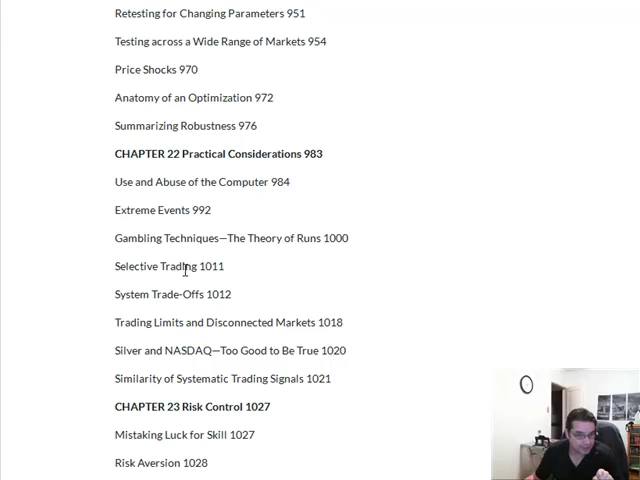 Retesting for Changing Parameters 951
Testing across a Wide Range of Markets 954
Price Shocks 970
Anatomy of an Optimization 972
Summarizing Robustness 976
CHAPTER 22 Practical Considerations 983
Use and Abuse of the Computer 984
Extreme Events 992
Gambling Techniques—The Theory of Runs 1000
Selective Trading 1011
System Trade-Offs 1012
Trading Limits and Disconnected Markets 1018
Silver and NASDAQ—Too Good to Be True 1020
Similarity of Systematic Trading Signals 1021
CHAPTER 23 Risk Control 1027
Mistaking Luck for Skill 1027
Risk Aversion 1028